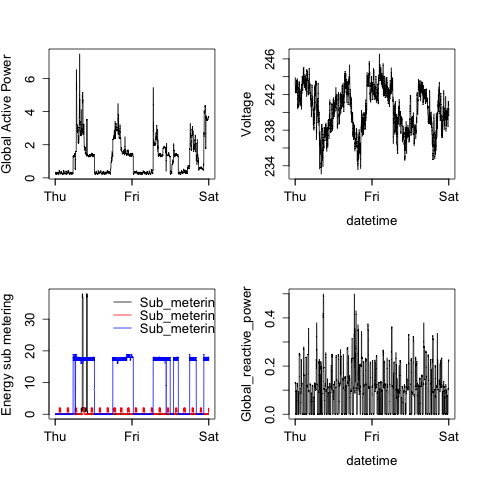 Global Active Power
0 2 4 6
Thu Fri Sat
Voltage
234 238 242 246
Thu Fri Sat
datetime
Energy sub metering
0 10 20 30
Sub_meterin
Sub_meterin
Sub_meterin
Thu Fri Sat
Global_reactive_power
0.0 0.2 0.4
Thu Fri Sat
datetime